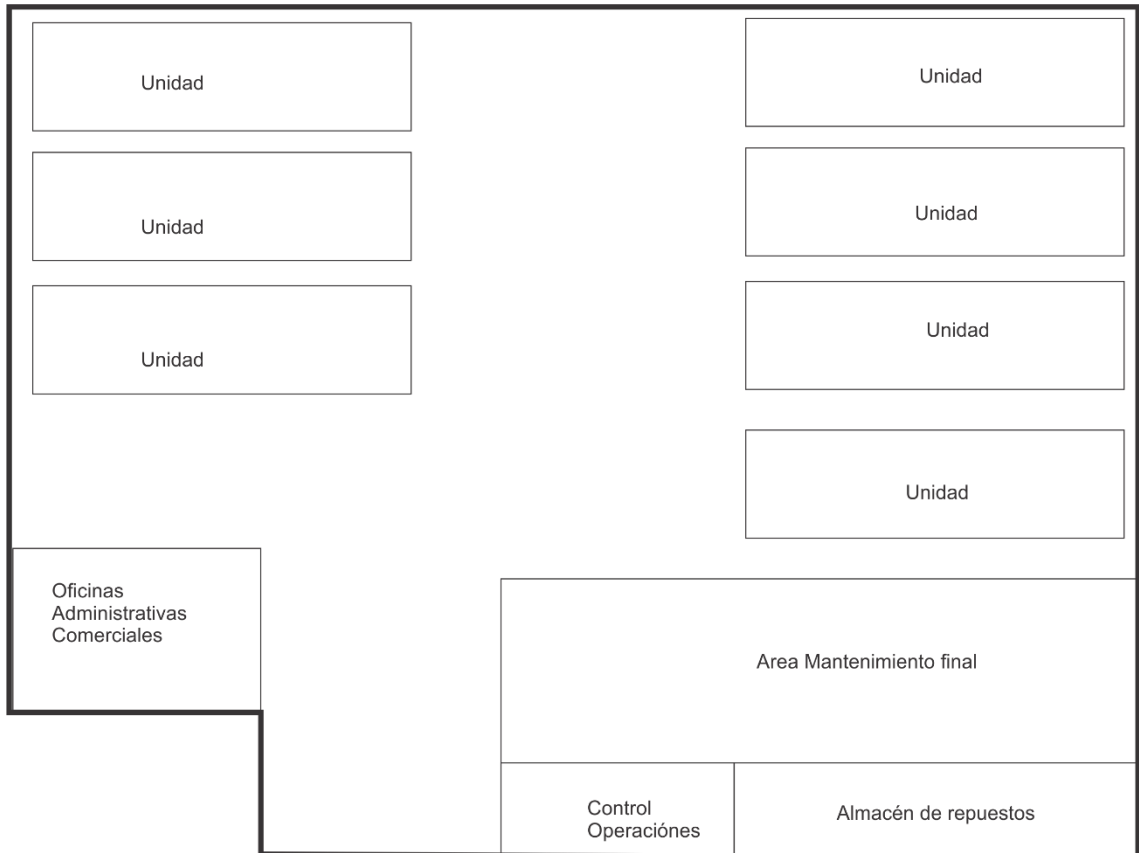 Unidad
Unidad
Unidad
Unidad
Unidad
Unidad
Unidad
Oficinas
Administrativas
Comerciales
Area Mantenimiento final
Control
Operaciónes
Almacén de repuestos